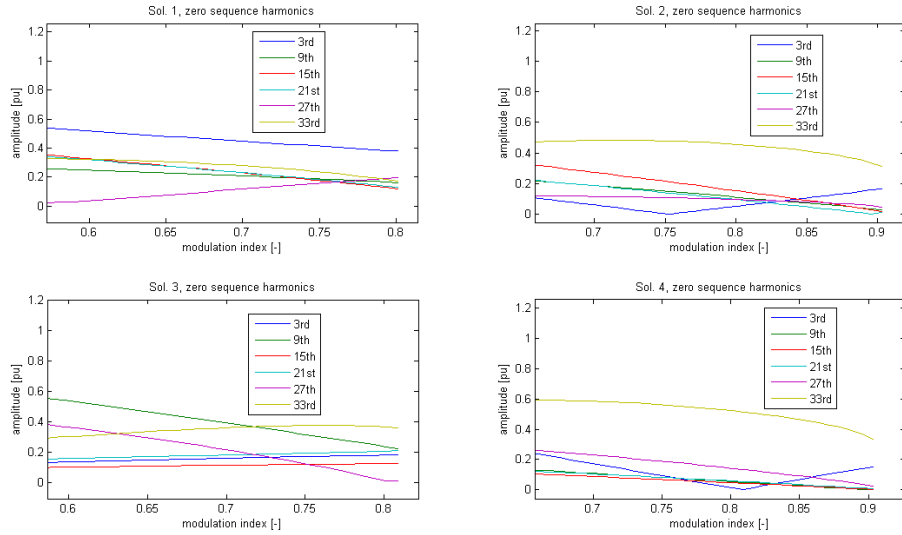 Sol. 1, zero sequence harmonics
1.2
1
0.8
0.6
0.4
0.2
0
amplitude [pu]
3rd
9th
15th
21st
27th
33rd
0.6 0.65 0.7 0.75 0.8
modulation index [-]
Sol. 2, zero sequence harmonics
1.2
1
0.8
0.6
0.4
0.2
0
amplitude [pu]
3rd
9th
15th
21st
27th
33rd
0.7 0.75 0.8 0.85 0.9
modulation index [-]
Sol. 3, zero sequence harmonics
1.2
1
0.8
0.6
0.4
0.2
0
amplitude [pu]
3rd
9th
15th
21st
27th
33rd
0.6 0.65 0.7 0.75 0.8
modulation index [-]
Sol. 4, zero sequence harmonics
1.2
1
0.8
0.6
0.4
0.2
0
amplitude [pu]
3rd
9th
15th
21st
27th
33rd
0.7 0.75 0.8 0.85 0.9
modulation index [-]